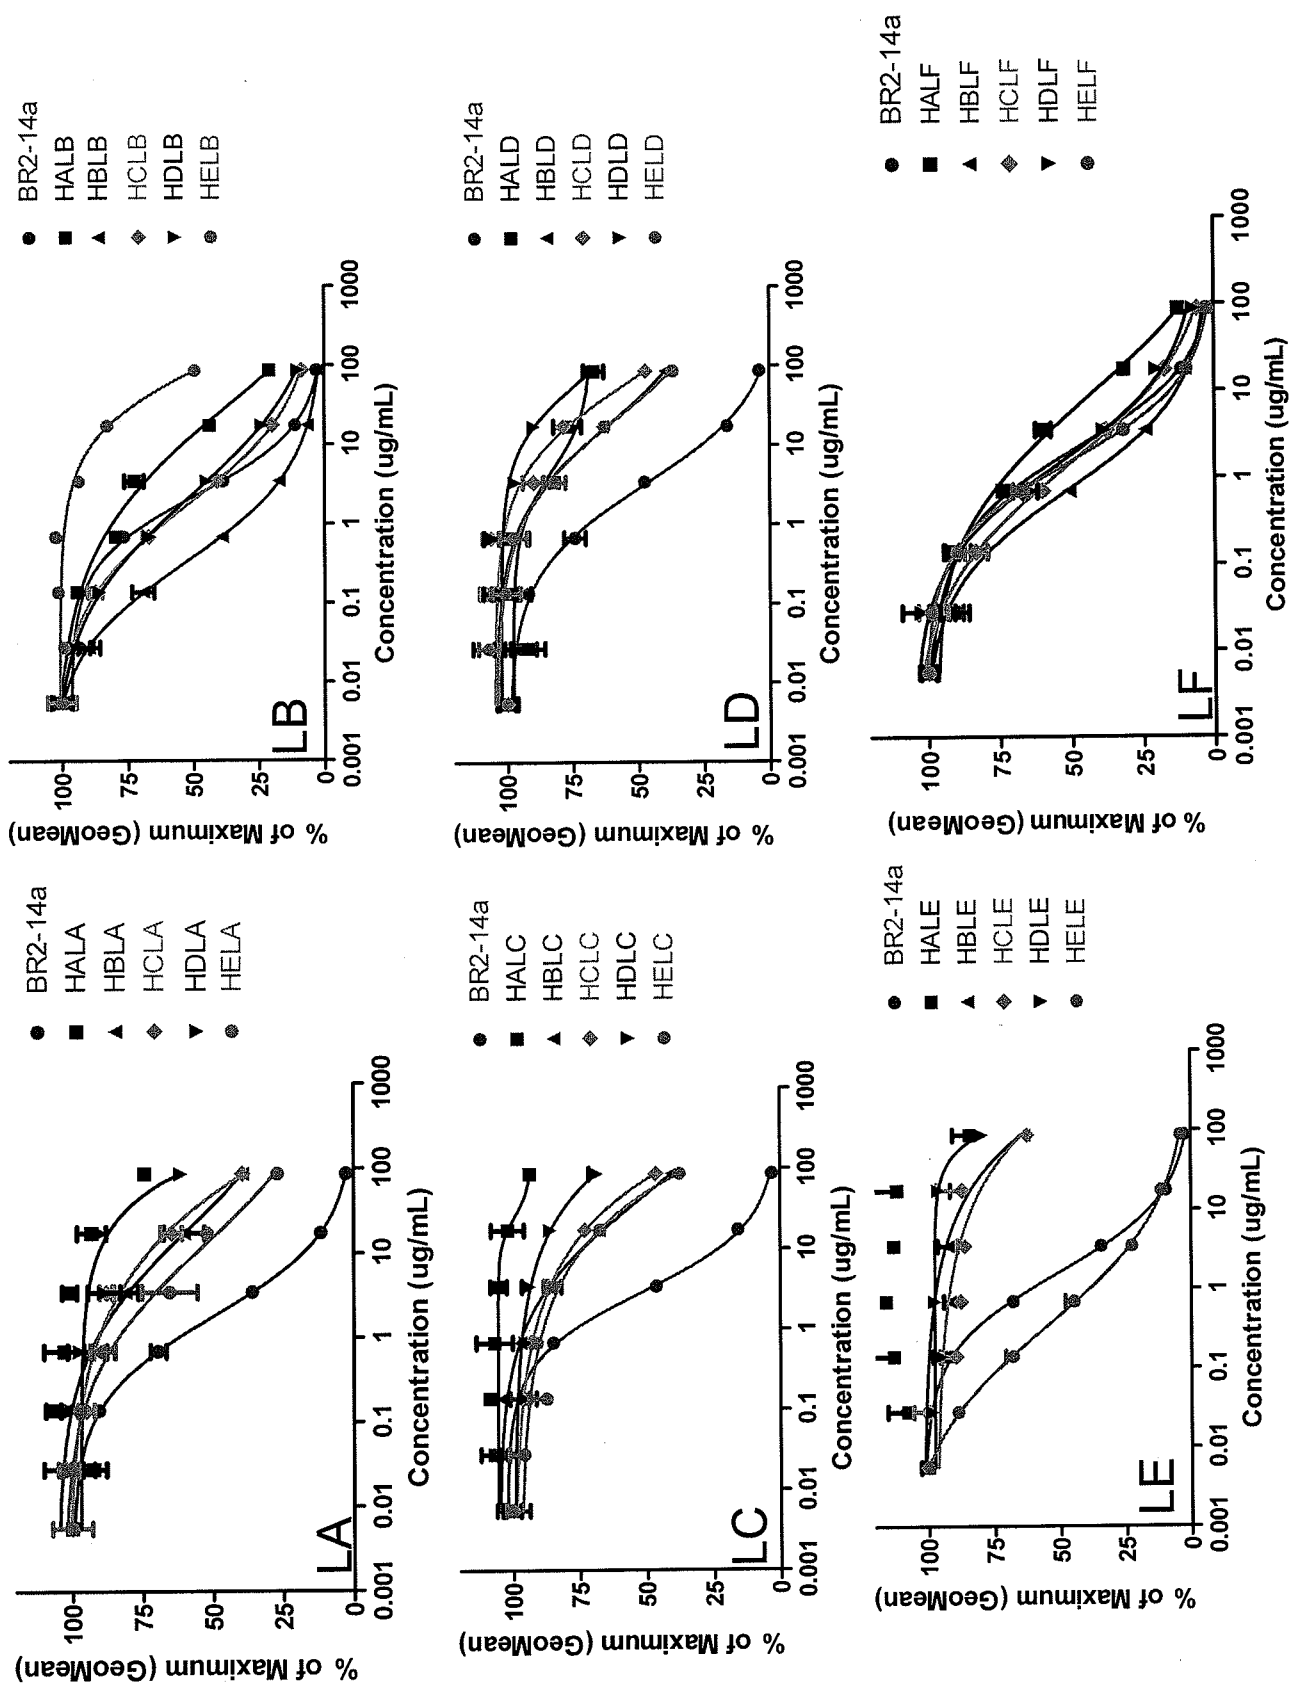 % of Maximum (GeoMean)
100
75
50
25
0
0.001
0.01
0.1
1
10
100
1000
Concentration (ug/mL)
LA
BR2-14a
HALA
HBLA
HCLA
HDLA
HELA
% of Maximum (GeoMean)
100
75
50
25
0
0.001
0.01
0.1
1
10
100
1000
Concentration (ug/mL)
LB
BR2-14a
HALB
HBLB
HCLB
HDLB
HELB
% of Maximum (GeoMean)
100
75
50
25
0
0.001
0.01
0.1
1
10
100
1000
Concentration (ug/mL)
LC
BR2-14a
HALC
HBLC
HCLC
HDLC
HELC
% of Maximum (GeoMean)
100
75
50
25
0
0.001
0.01
0.1
1
10
100
1000
Concentration (ug/mL)
LD
BR2-14a
HALD
HBLD
HCLD
HDLD
HELD
% of Maximum (GeoMean)
100
75
50
25
0
0.001
0.01
0.1
1
10
100
1000
Concentration (ug/mL)
LE
BR2-14a
HALE
HBLE
HCLE
HDLE
HELE
% of Maximum (GeoMean)
100
75
50
25
0
0.001
0.01
0.1
1
10
100
1000
Concentration (ug/mL)
LF
BR2-14a
HALF
HBLF
HCLF
HDLF
HELF